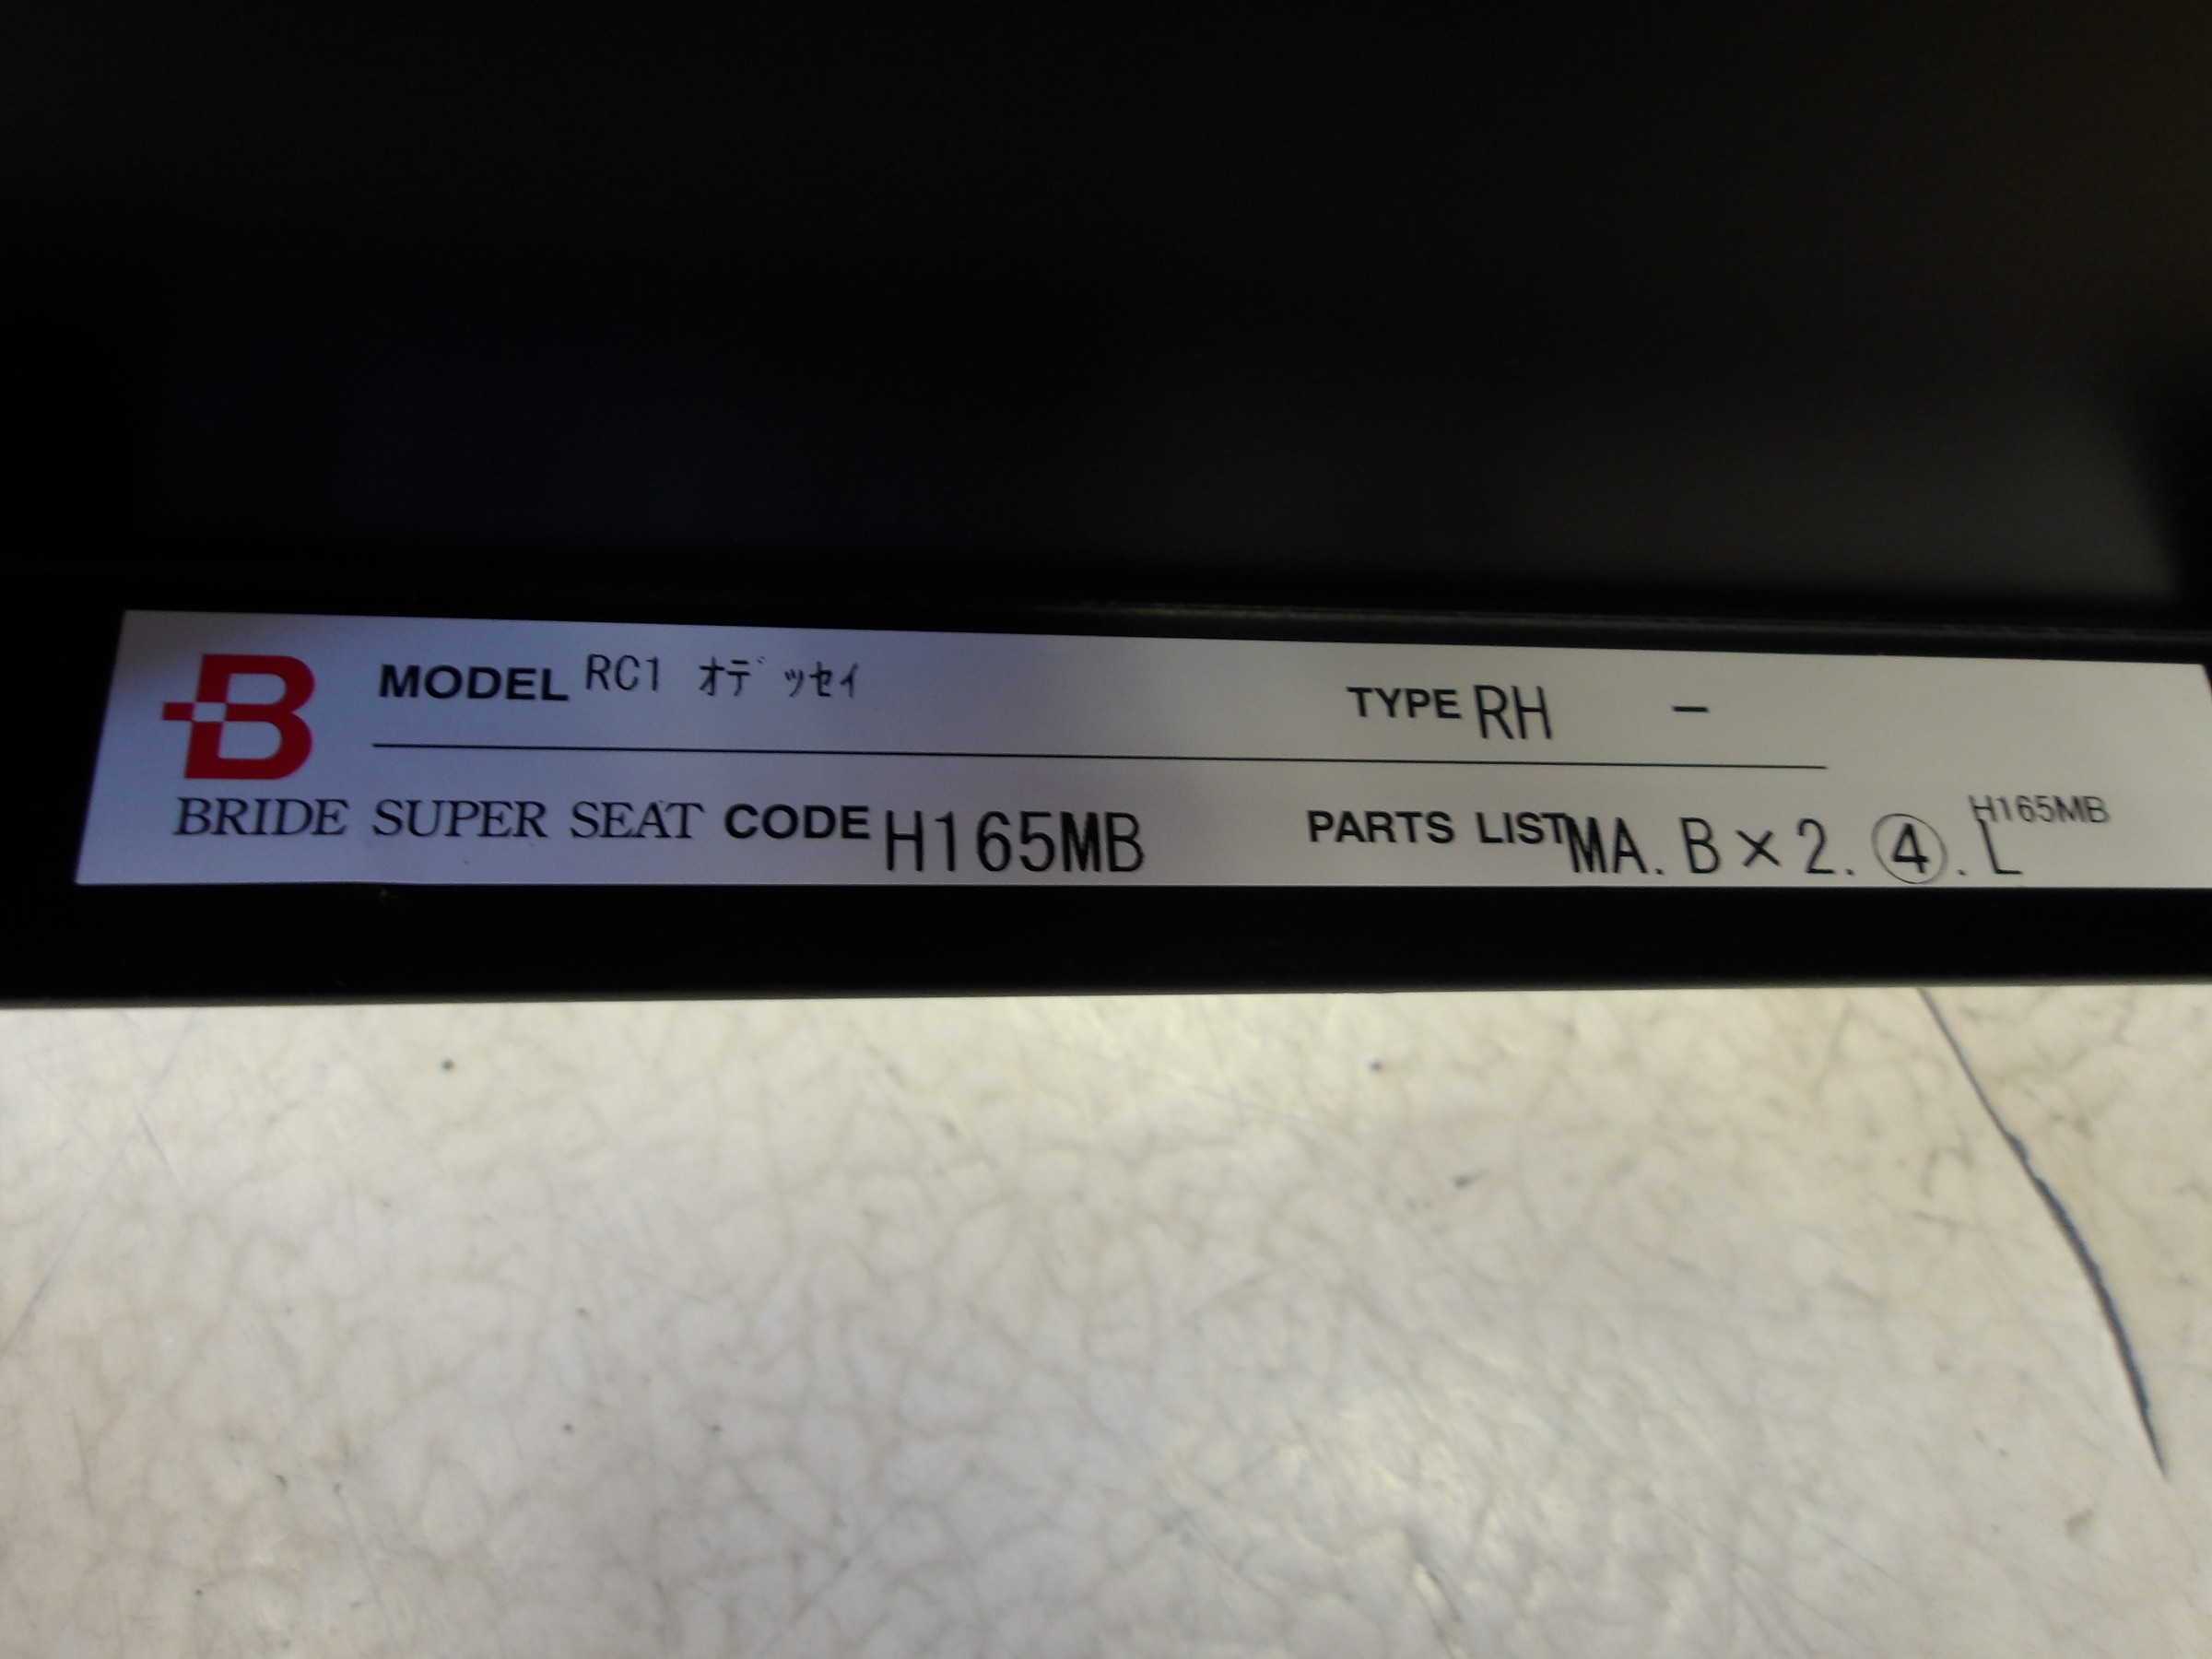 B
MODEL RC1 ｵﾃﾞｯｾｲ TYPE RH －
BRIDE SUPER SEAT CODE H165MB PARTS LIST MA. B×2. ④. L H165MB